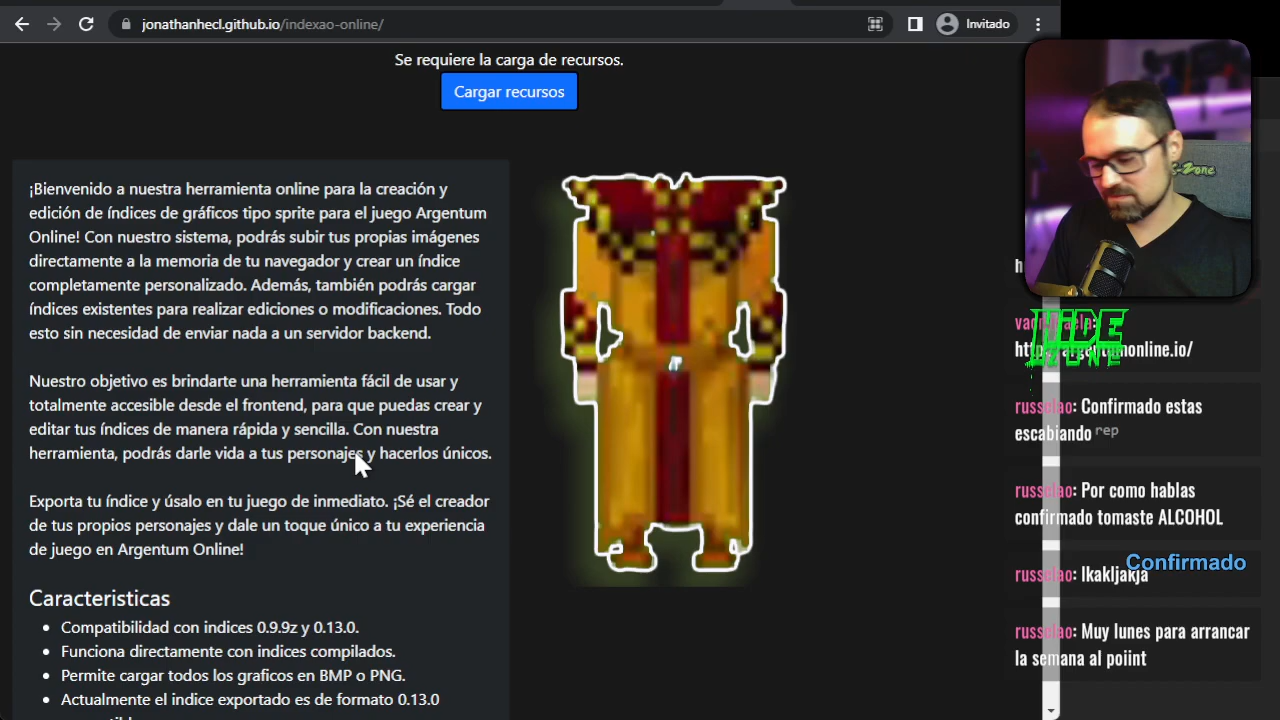 jonathanhecl.github.io/indexao-online/
Invitado
Se requiere la carga de recursos.
Cargar recursos
¡Bienvenido a nuestra herramienta online para la creación y
edición de índices de gráficos tipo sprite para el juego Argentum
Online! Con nuestro sistema, podrás subir tus propias imágenes
directamente a la memoria de tu navegador y crear un índice
completamente personalizado. Además, también podrás cargar
índices existentes para realizar ediciones o modificaciones. Todo
esto sin necesidad de enviar nada a un servidor backend.
Nuestro objetivo es brindarte una herramienta fácil de usar y
totalmente accesible desde el frontend, para que puedas crear y
editar tus índices de manera rápida y sencilla. Con nuestra
herramienta, podrás darle vida a tus personajes y hacerlos únicos.
Exporta tu índice y úsalo en tu juego de inmediato. ¡Sé el creador
de tus propios personajes y dale un toque único a tu experiencia
de juego en Argentum Online!
Caracteristicas
Compatibilidad con indices 0.9.9z y 0.13.0.
Funciona directamente con indices compilados.
Permite cargar todos los graficos en BMP o PNG.
Actualmente el indice exportado es de formato 0.13.0
russelao: Confirmado estas
escabiando rep
russelao: Por como hablas
confirmado tomaste ALCOHOL
Confirmado
russelao: lkakljakja
russelao: Muy lunes para arrancar
la semana al poiint